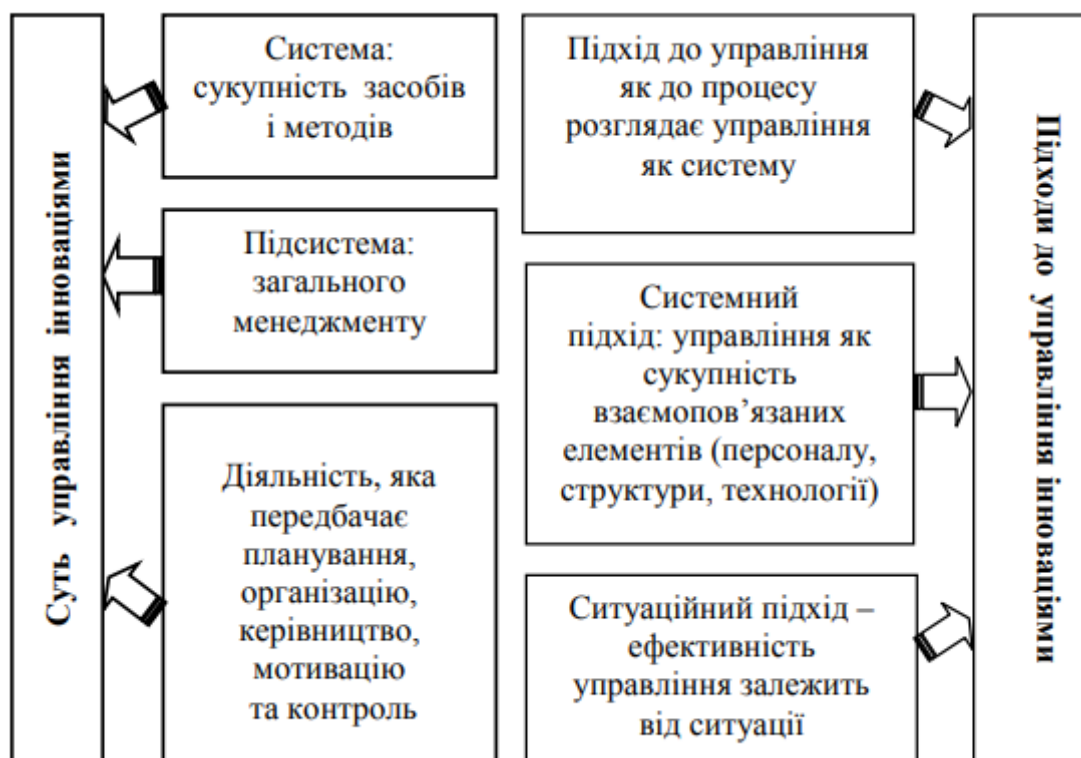 Суть управління інноваціями
Система:
сукупність засобів
і методів
Підсистема:
загального
менеджменту
Діяльність, яка
передбачає
планування,
організацію,
керівництво,
мотивацію
та контроль
Підхід до управління
як до процесу
розглядає управління
як систему
Системний
підхід: управління як
сукупність
взаємопов’язаних
елементів (персоналу,
структури, технології)
Ситуаційний підхід –
ефективність
управління залежить
від ситуації
Підходи до управління інноваціями